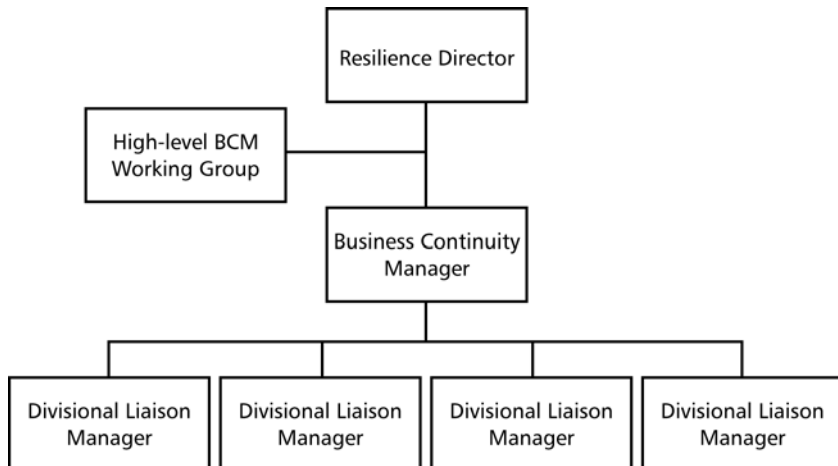 Resilience Director
High-level BCM
Working Group
Business Continuity
Manager
Divisional Liaison
Manager
Divisional Liaison
Manager
Divisional Liaison
Manager
Divisional Liaison
Manager